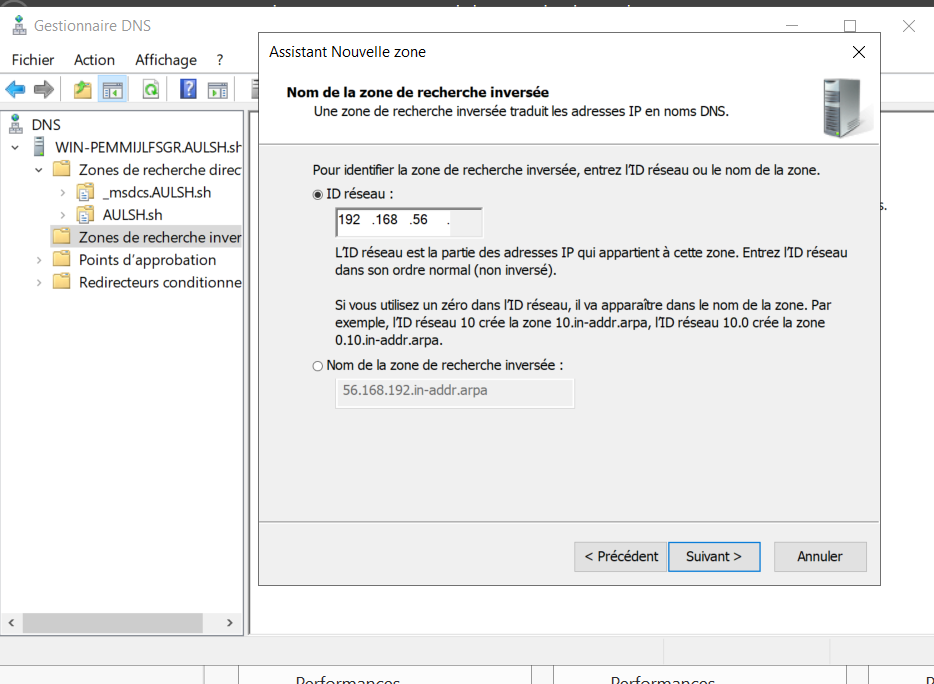 Gestionnaire DNS
Fichier Action Affichage ?
DNS
WIN-PEMMIJLFSGR.AULSH.sh
Zones de recherche direc
_msdcs.AULSH.sh
AULSH.sh
Zones de recherche inver
Points d'approbation
Redirecteurs conditionne
Assistant Nouvelle zone
Nom de la zone de recherche inversée
Une zone de recherche inversée traduit les adresses IP en noms DNS.
Pour identifier la zone de recherche inversée, entrez l'ID réseau ou le nom de la zone.
ID réseau :
192 .168 .56 .
L'ID réseau est la partie des adresses IP qui appartient à cette zone. Entrez l'ID réseau
dans son ordre normal (non inversé).
Si vous utilisez un zéro dans l'ID réseau, il va apparaître dans le nom de la zone. Par
exemple, l'ID réseau 10 crée la zone 10.in-addr.arpa, l'ID réseau 10.0 crée la zone
0.10.in-addr.arpa.
Nom de la zone de recherche inversée :
56.168.192.in-addr.arpa
< Précédent Suivant > Annuler
s.
Performances Performances